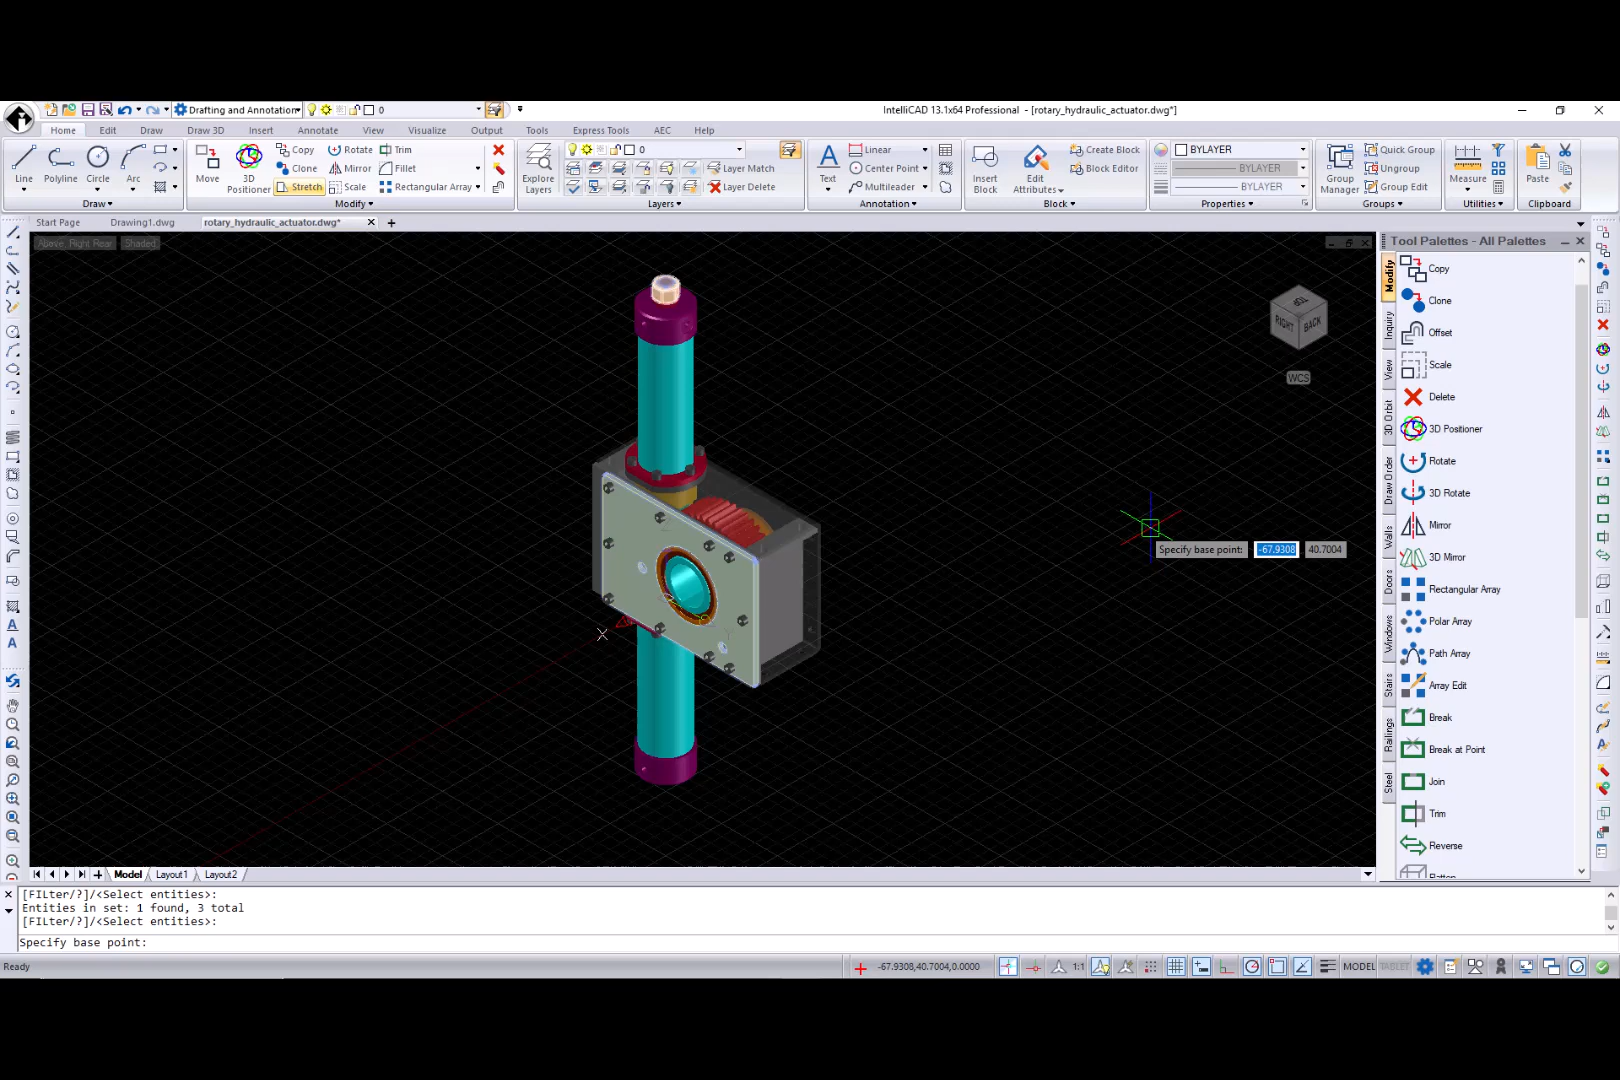 Drafting and Annotation
0
IntelliCAD 13.1x64 Professional - [rotary_hydraulic_actuator.dwg*]
Home Edit Draw Draw 3D Insert Annotate View Visualize Output Tools Express Tools AEC Help
Line Polyline Circle Arc
Draw
Move
3D Positioner
Copy Rotate Trim
Clone Mirror Fillet
Stretch Scale Rectangular Array
Modify
Explore Layers
0
Layer Match
Layer Delete
Layers
Text
Linear
Center Point
Multileader
Annotation
Insert Block
Edit Attributes
Create Block
Block Editor
Block
BYLAYER
BYLAYER
BYLAYER
Properties
Group Manager
Quick Group
Ungroup
Group Edit
Groups
Measure
Utilities
Paste
Clipboard
Start Page Drawing1.dwg rotary_hydraulic_actuator.dwg*
Above, Right Rear Shaded
TOP
RIGHT BACK
WCS
Specify base point: -67.9308 40.7004
X
Tool Palettes - All Palettes
Modify
Inquiry
View
3D Orbit
Draw Order
Walls
Doors
Windows
Stairs
Railings
Steel
Copy
Clone
Offset
Scale
Delete
3D Positioner
Rotate
3D Rotate
Mirror
3D Mirror
Rectangular Array
Polar Array
Path Array
Array Edit
Break
Break at Point
Join
Trim
Reverse
Flatten
Model Layout1 Layout2
[FILter/?]/<Select entities>:
Entities in set: 1 found, 3 total
[FILter/?]/<Select entities>:
Specify base point:
Ready
-67.9308,40.7004,0.0000
1:1
MODEL TABLET